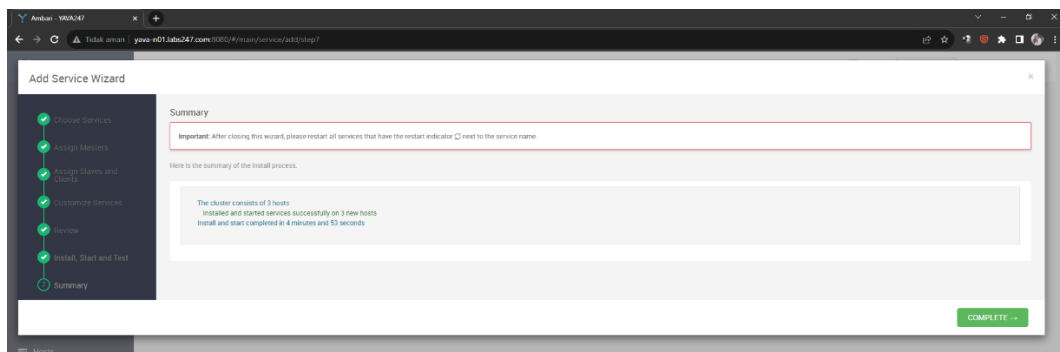 Ambari - YAVA247
Tidak aman | yava-n01.labs247.com:8080/#/main/service/add/step7
Add Service Wizard
Choose Services
Assign Masters
Assign Slaves and
Clients
Customize Services
Review
Install, Start and Test
7 Summary
Summary
Important: After closing this wizard, please restart all services that have the restart indicator next to the service name.
Here is the summary of the install process.
The cluster consists of 3 hosts
Installed and started services successfully on 3 new hosts
Install and start completed in 4 minutes and 53 seconds
COMPLETE →
Hosts